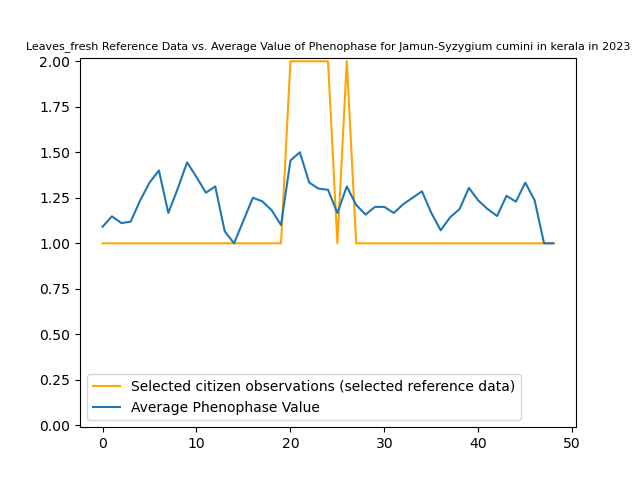 Leaves_fresh Reference Data vs. Average Value of Phenophase for Jamun-Syzygium cumini in kerala in 2023
2.00
1.75
1.50
1.25
1.00
0.75
0.50
0.25
0.00
Selected citizen observations (selected reference data)
Average Phenophase Value
0 10 20 30 40 50